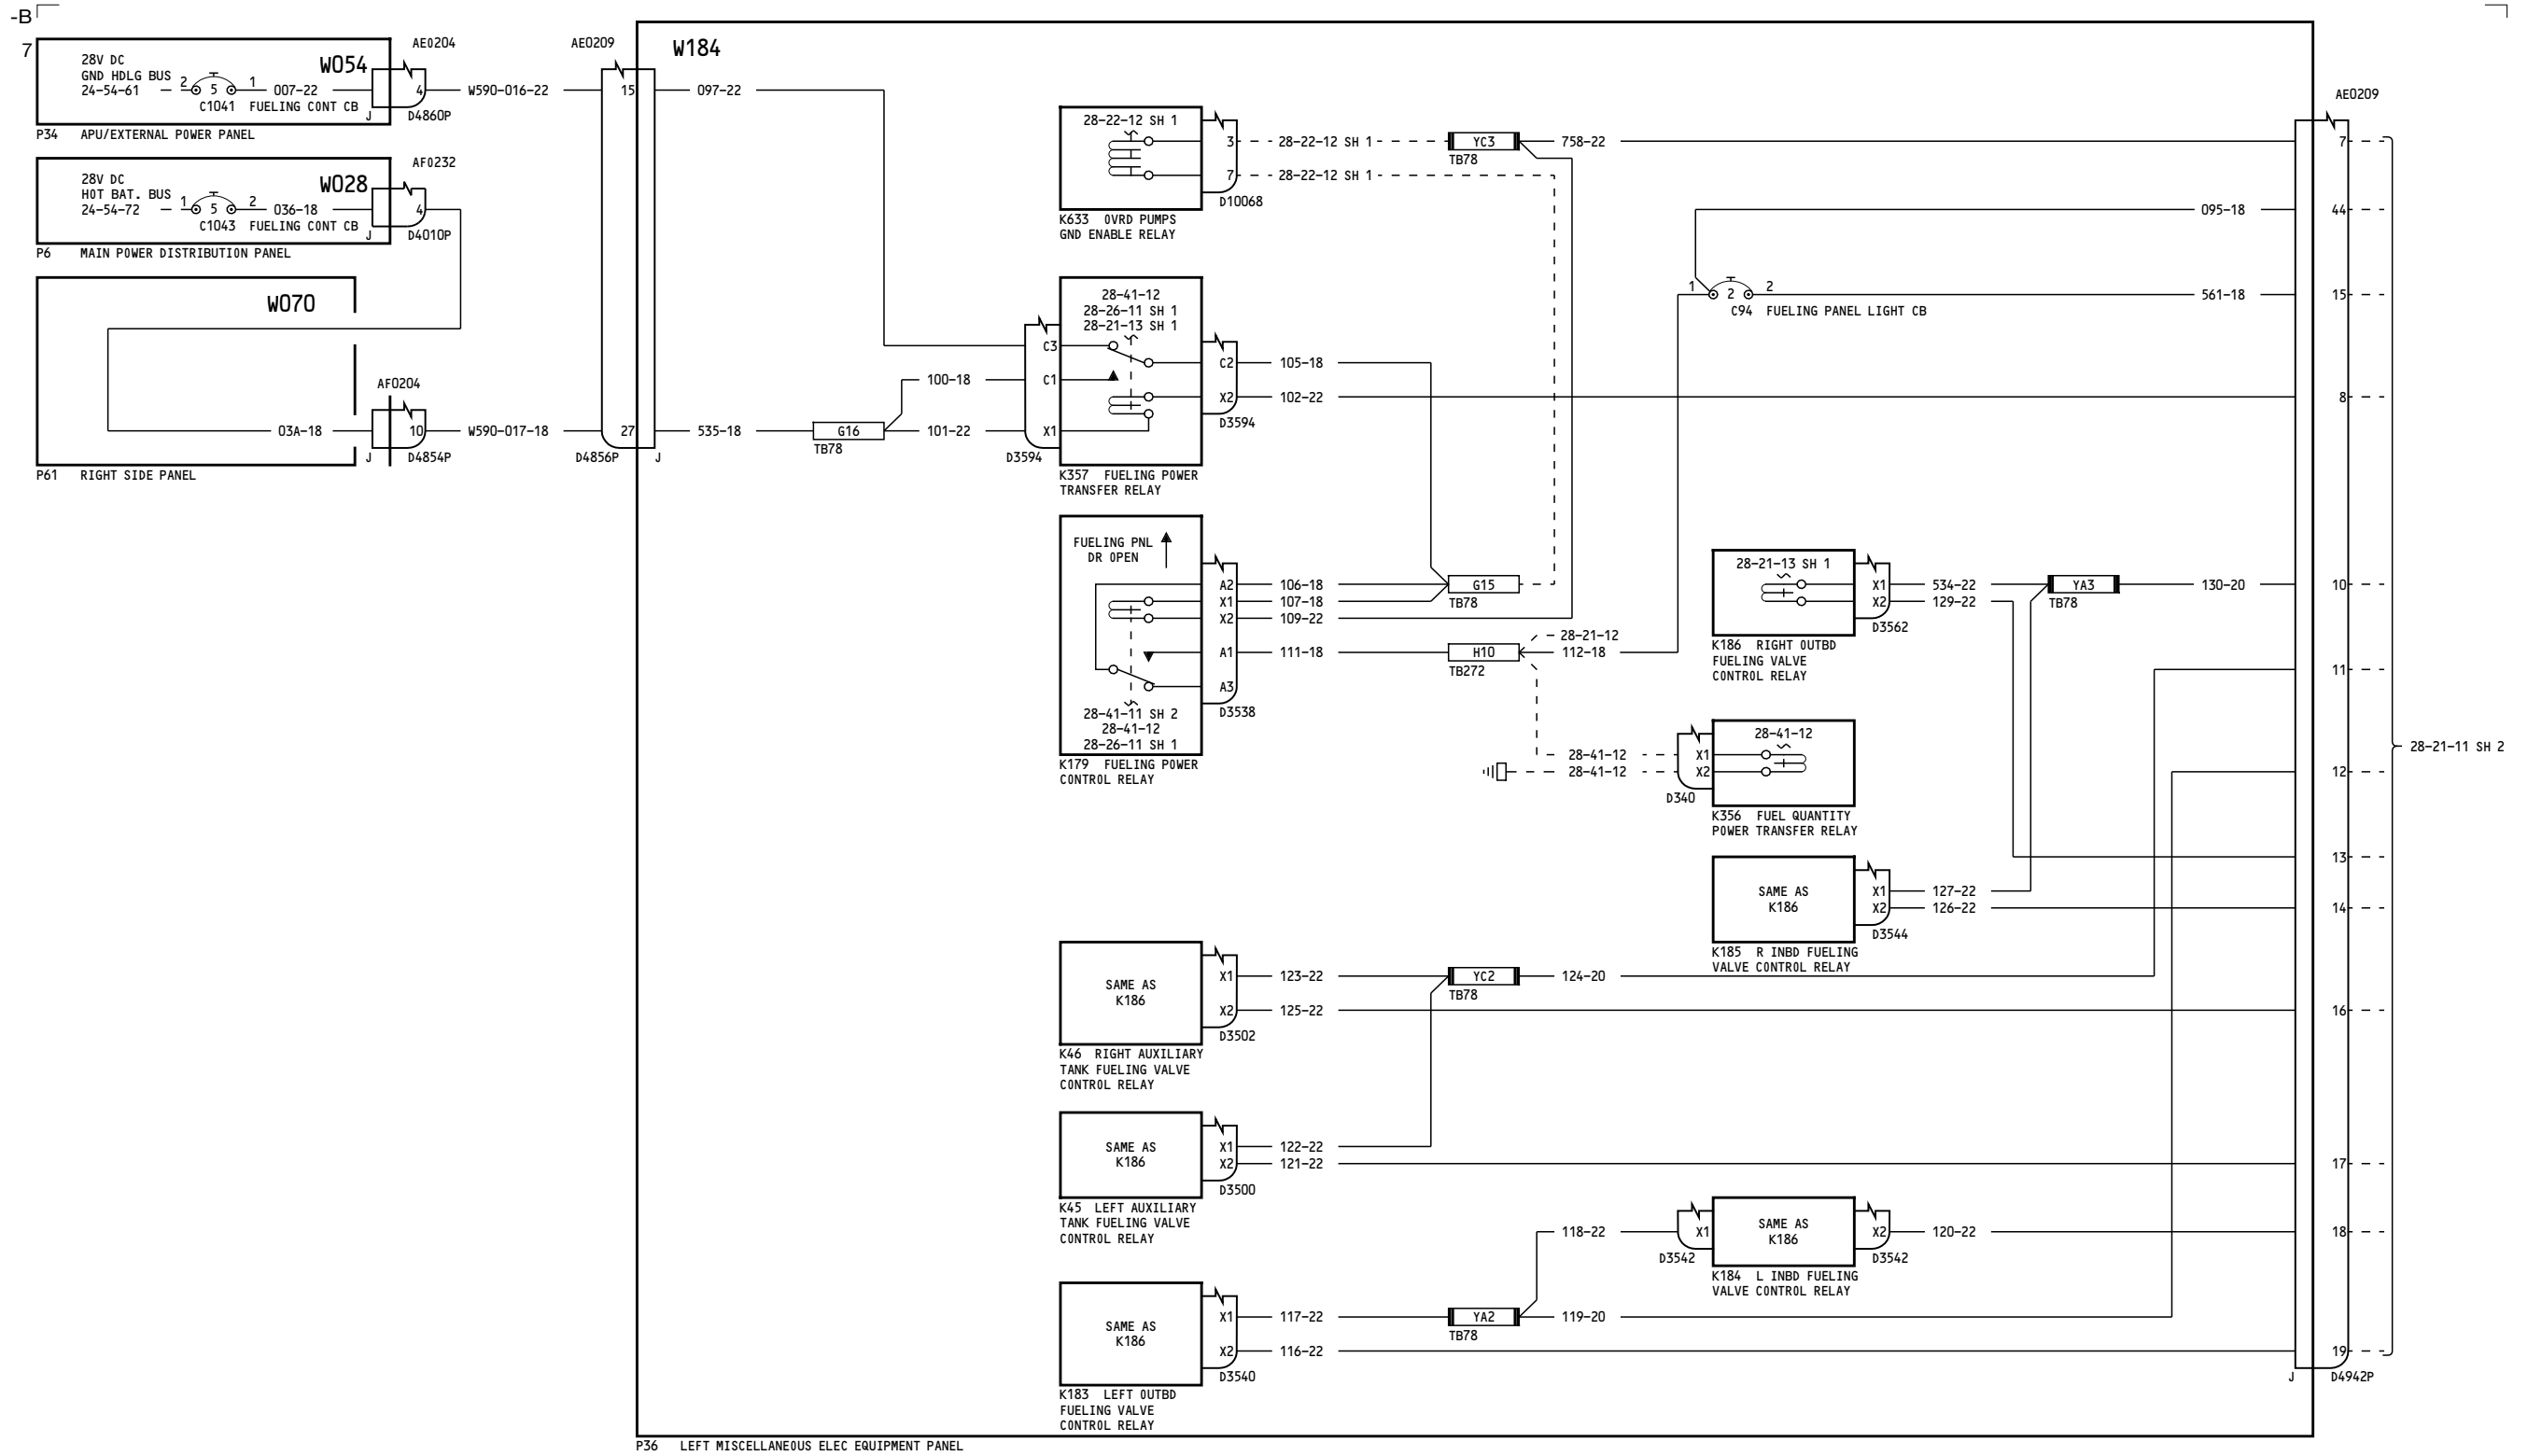 -B
7
28V DC
GND HDLG BUS
24-54-61
2
5
1
007-22
C1041 FUELING CONT CB
W054
AE0204
4
J
D4860P
P34 APU/EXTERNAL POWER PANEL
W590-016-22
28V DC
HOT BAT. BUS
24-54-72
1
5
2
036-18
C1043 FUELING CONT CB
W028
AF0232
4
J
D4010P
P6 MAIN POWER DISTRIBUTION PANEL
W070
03A-18
AF0204
10
J
D4854P
P61 RIGHT SIDE PANEL
W590-017-18
AE0209
15
27
D4856P
J
W184
097-22
535-18
G16
TB78
100-18
101-22
28-22-12 SH 1
3
7
D10068
K633 OVRD PUMPS
GND ENABLE RELAY
28-22-12 SH 1
28-22-12 SH 1
YC3
TB78
758-22
28-41-12
28-26-11 SH 1
28-21-13 SH 1
C3
C1
X1
D3594
C2
X2
D3594
K357 FUELING POWER
TRANSFER RELAY
105-18
102-22
FUELING PNL
DR OPEN
A2
X1
X2
A1
A3
D3538
28-41-11 SH 2
28-41-12
28-26-11 SH 1
K179 FUELING POWER
CONTROL RELAY
106-18
107-18
109-22
111-18
G15
TB78
H10
TB272
28-21-12
112-18
095-18
1
2
2
561-18
C94 FUELING PANEL LIGHT CB
28-21-13 SH 1
X1
X2
D3562
K186 RIGHT OUTBD
FUELING VALVE
CONTROL RELAY
534-22
129-22
YA3
TB78
130-20
28-41-12
28-41-12
X1
X2
D340
28-41-12
K356 FUEL QUANTITY
POWER TRANSFER RELAY
SAME AS
K186
X1
X2
D3544
K185 R INBD FUELING
VALVE CONTROL RELAY
127-22
126-22
SAME AS
K186
X1
X2
D3502
K46 RIGHT AUXILIARY
TANK FUELING VALVE
CONTROL RELAY
123-22
125-22
YC2
TB78
124-20
SAME AS
K186
X1
X2
D3500
K45 LEFT AUXILIARY
TANK FUELING VALVE
CONTROL RELAY
122-22
121-22
118-22
X1
D3542
SAME AS
K186
X2
D3542
K184 L INBD FUELING
VALVE CONTROL RELAY
120-22
SAME AS
K186
X1
X2
D3540
K183 LEFT OUTBD
FUELING VALVE
CONTROL RELAY
117-22
116-22
YA2
TB78
119-20
AE0209
7
44
15
8
10
11
12
13
14
16
17
18
19
J
D4942P
28-21-11 SH 2
P36 LEFT MISCELLANEOUS ELEC EQUIPMENT PANEL